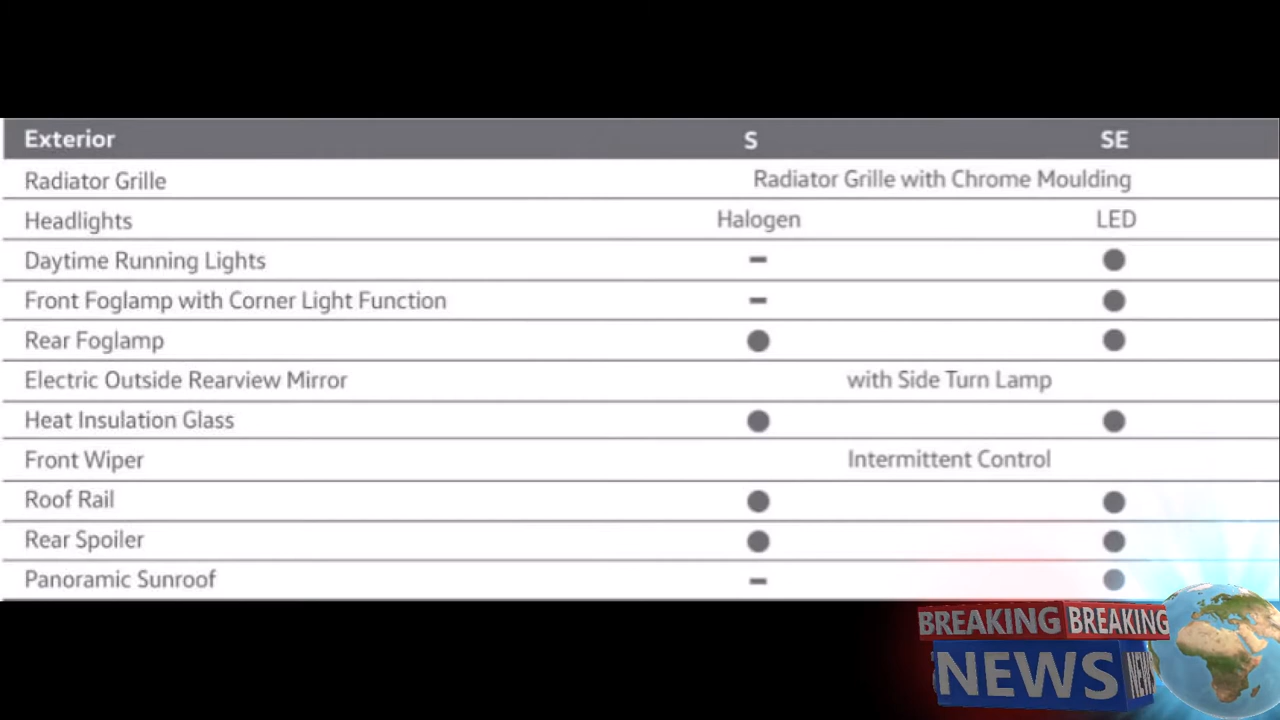 Exterior S SE
Radiator Grille Radiator Grille with Chrome Moulding
Headlights Halogen LED
Daytime Running Lights - ●
Front Foglamp with Corner Light Function - ●
Rear Foglamp ● ●
Electric Outside Rearview Mirror with Side Turn Lamp
Heat Insulation Glass ● ●
Front Wiper Intermittent Control
Roof Rail ● ●
Rear Spoiler ● ●
Panoramic Sunroof - ●
BREAKING BREAKING
NEWS NEWS